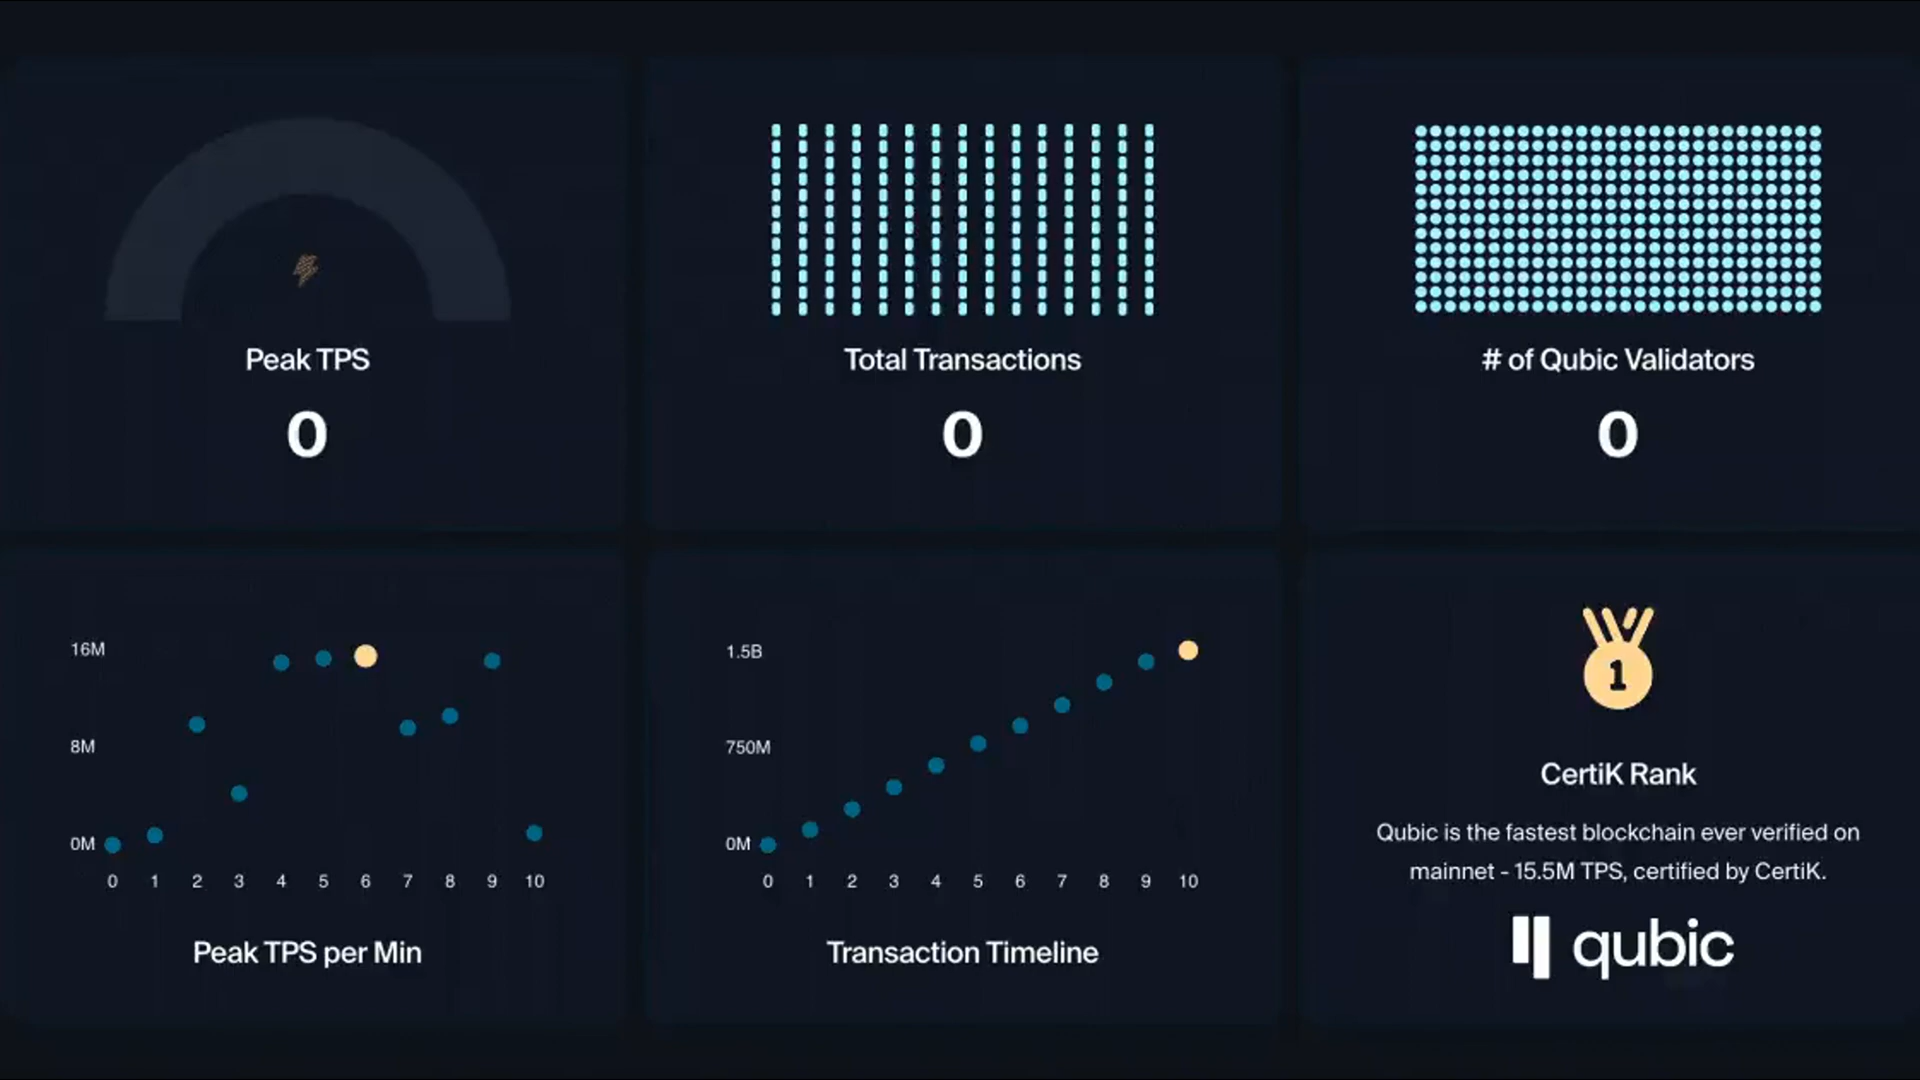 Peak TPS
0
Total Transactions
0
# of Qubic Validators
0
16M
8M
0M
0 1 2 3 4 5 6 7 8 9 10
Peak TPS per Min
1.5B
750M
0M
0 1 2 3 4 5 6 7 8 9 10
Transaction Timeline
1
CertiK Rank
Qubic is the fastest blockchain ever verified on
mainnet - 15.5M TPS, certified by CertiK.
qubic